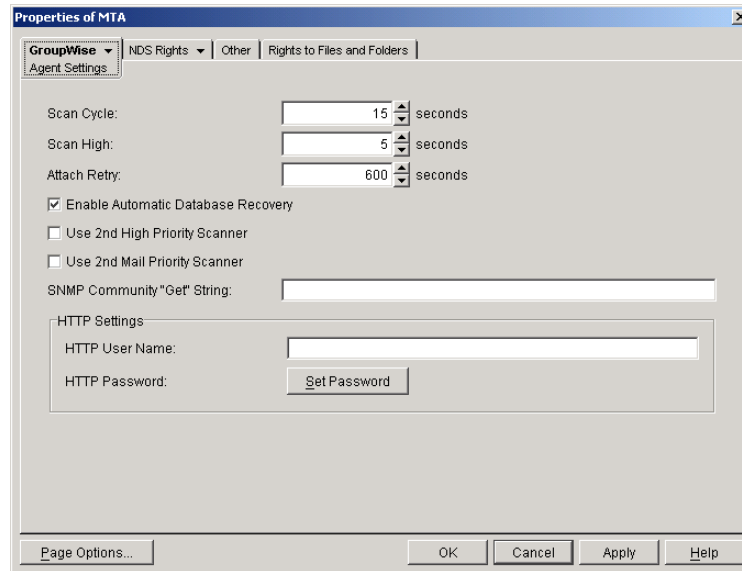 Properties of MTA
GroupWise NDS Rights Other Rights to Files and Folders
Agent Settings
Scan Cycle: 15 seconds
Scan High: 5 seconds
Attach Retry: 600 seconds
Enable Automatic Database Recovery
Use 2nd High Priority Scanner
Use 2nd Mail Priority Scanner
SNMP Community "Get" String:
HTTP Settings
HTTP User Name:
HTTP Password: Set Password
Page Options... OK Cancel Apply Help